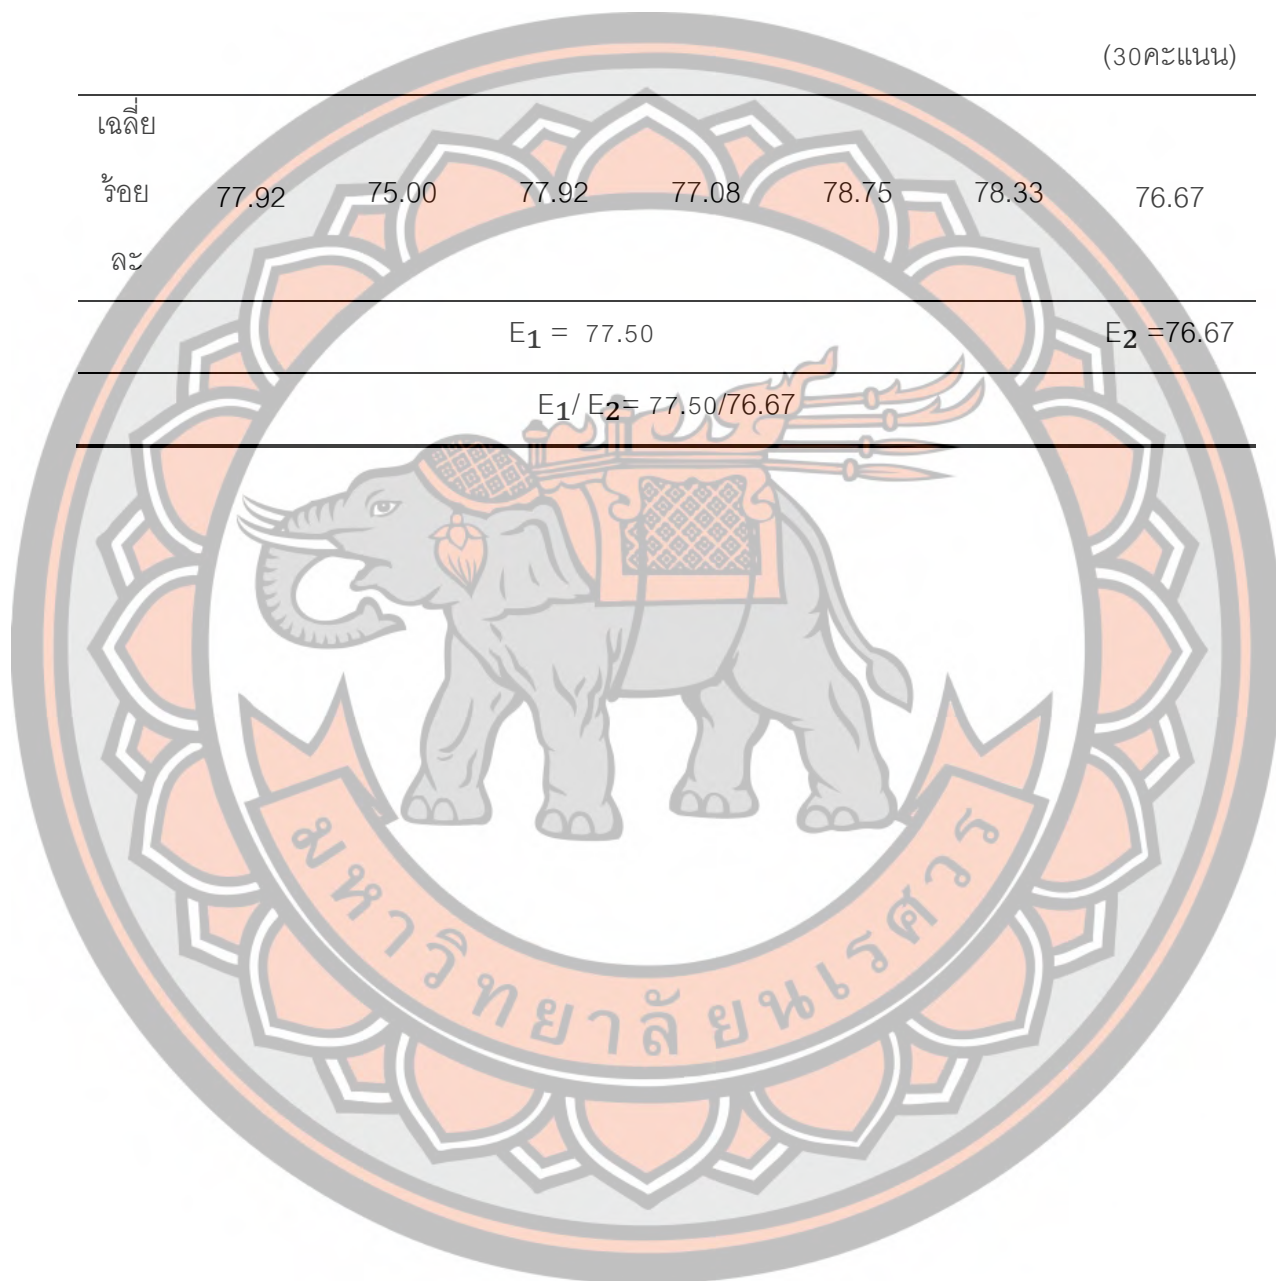 (30คะแนน)
เฉลี่ย
ร้อย 77.92 75.00 77.92 77.08 78.75 78.33 76.67
ละ
E1 = 77.50 E2 =76.67
E1/ E2= 77.50/76.67
มหาวิทยาลัยนเรศวร